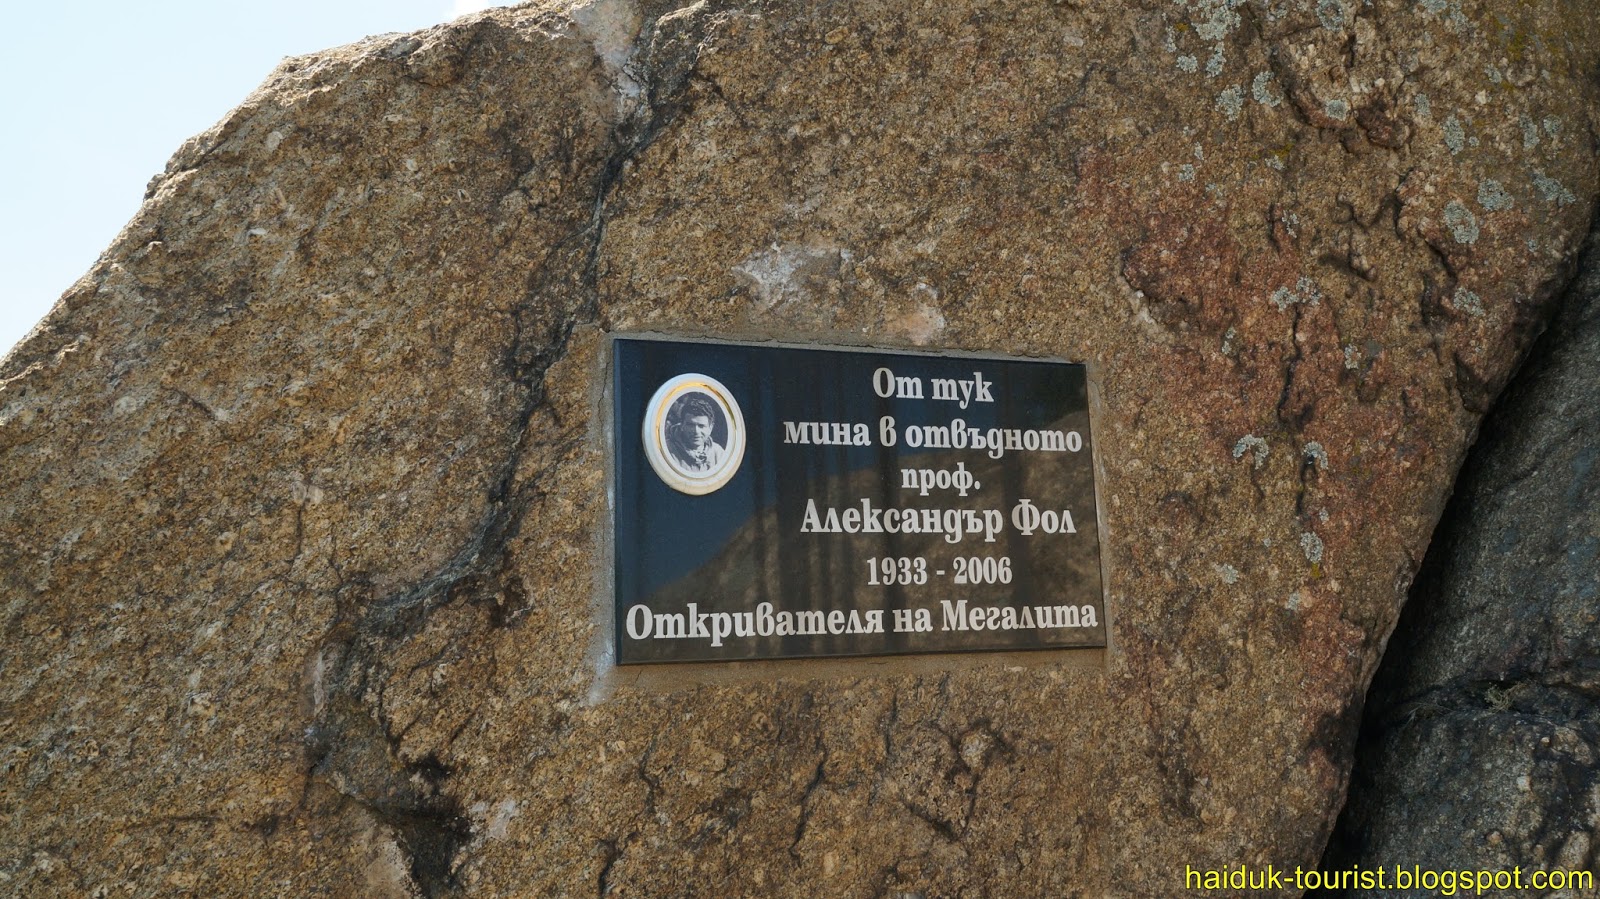 От тук
мина в отвъдното
проф.
Александър Фол
1933 - 2006
Откривателя на Мегалита
haiduk-tourist.blogspot.com